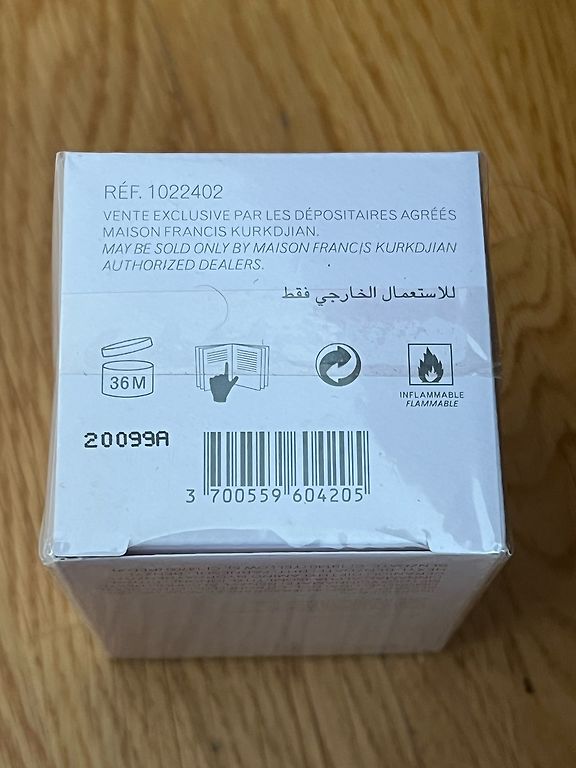 RÉF. 1022402
VENTE EXCLUSIVE PAR LES DÉPOSITAIRES AGRÉÉS
MAISON FRANCIS KURKDJIAN.
MAY BE SOLD ONLY BY MAISON FRANCIS KURKDJIAN
AUTHORIZED DEALERS.
للاستعمال الخارجي فقط
36M
INFLAMMABLE
FLAMMABLE
20099A
3 700559 604205